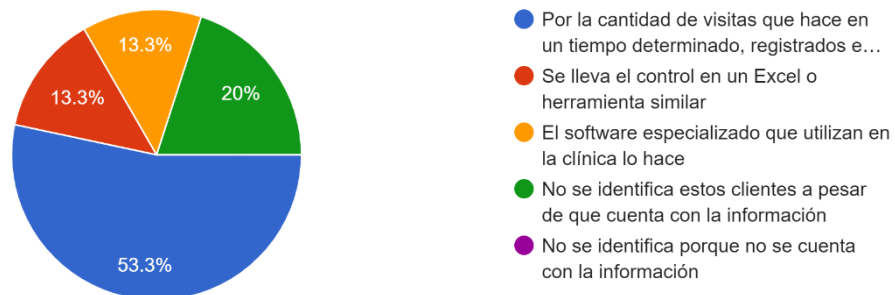 13.3%
20%
13.3%
53.3%
Por la cantidad de visitas que hace en
un tiempo determinado, registrados e…
Se lleva el control en un Excel o
herramienta similar
El software especializado que utilizan en
la clínica lo hace
No se identifica estos clientes a pesar
de que cuenta con la información
No se identifica porque no se cuenta
con la información